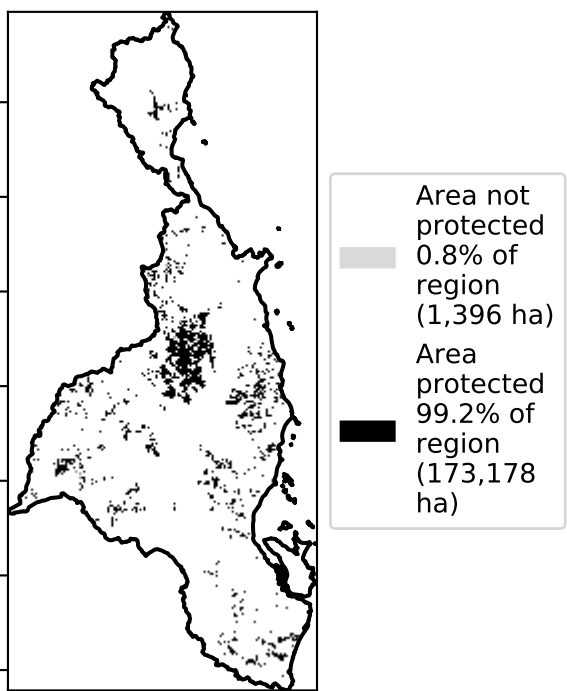 Area not
protected
0.8% of
region
(1,396 ha)
Area
protected
99.2% of
region
(173,178
ha)